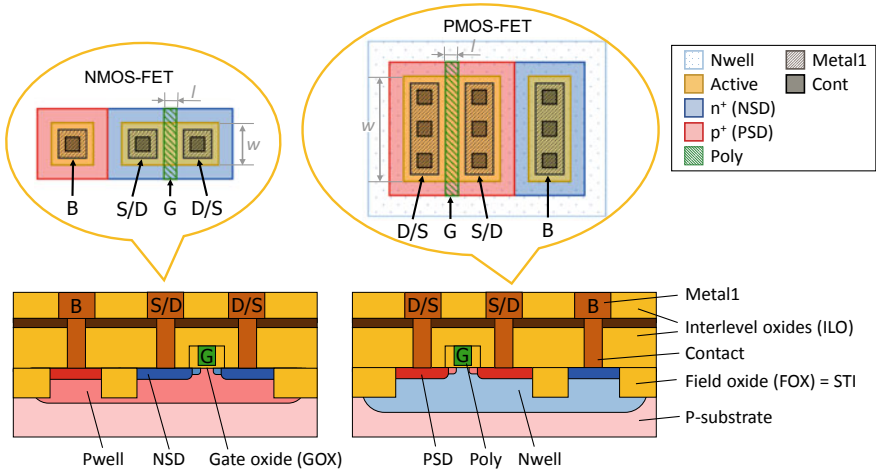 PMOS-FET
NMOS-FET
l
l
w
w
B
S/D
G
D/S
D/S
G
S/D
B
Nwell
Active
n⁺ (NSD)
p⁺ (PSD)
Poly
Metal1
Cont
B
S/D
D/S
G
D/S
S/D
B
G
Metal1
Interlevel oxides (ILO)
Contact
Field oxide (FOX) = STI
P-substrate
Pwell
NSD
Gate oxide (GOX)
PSD
Poly
Nwell